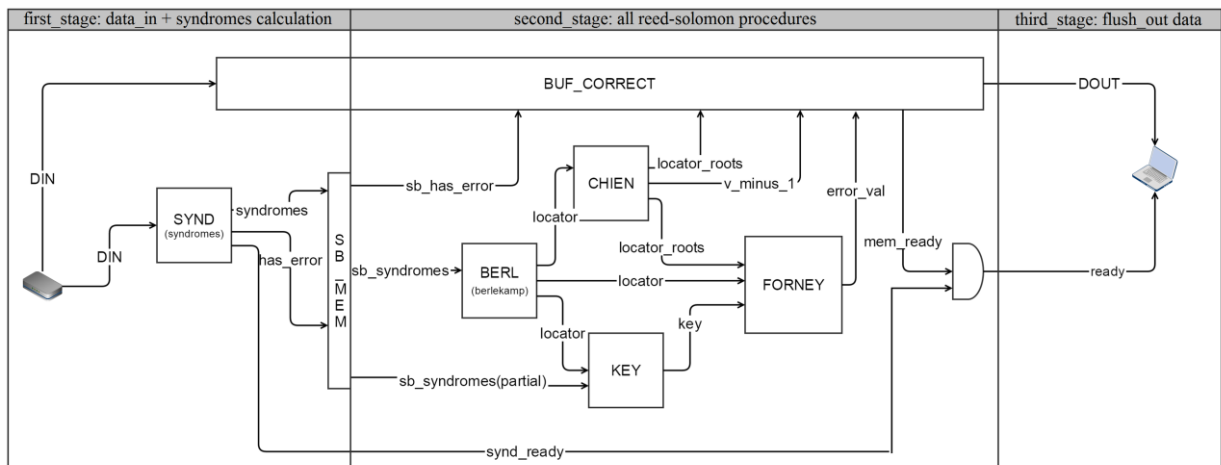 first_stage: data_in + syndromes calculation
second_stage: all reed-solomon procedures
third_stage: flush_out data
BUF_CORRECT
DOUT
DIN
SYND
(syndromes)
syndromes
has_error
DIN
SB_MEM
sb_has_error
CHIEN
locator_roots
v_minus_1
error_val
locator
locator_roots
mem_ready
sb_syndromes
BERL
(berlekamp)
locator
FORNEY
ready
locator
key
KEY
sb_syndromes(partial)
synd_ready